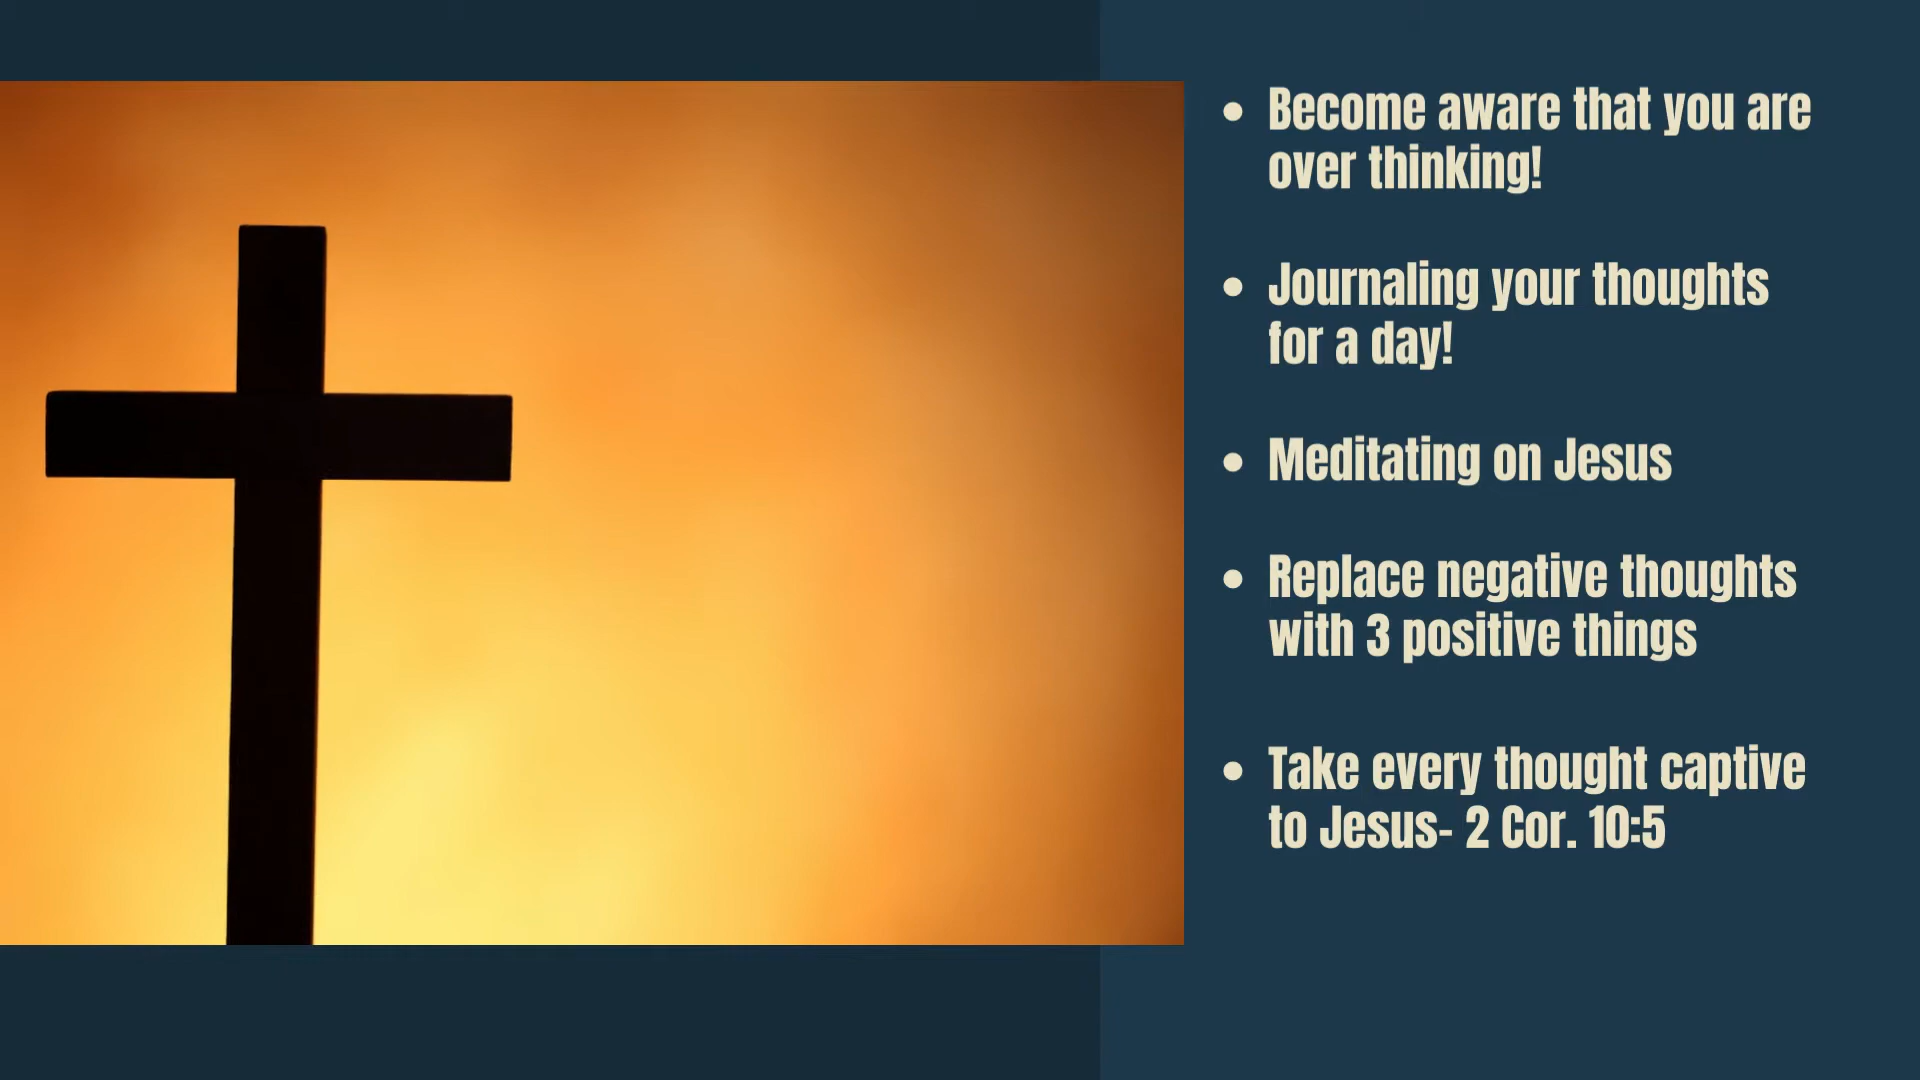 • Become aware that you are
over thinking!
• Journaling your thoughts
for a day!
• Meditating on Jesus
• Replace negative thoughts
with 3 positive things
• Take every thought captive
to Jesus- 2 Cor. 10:5